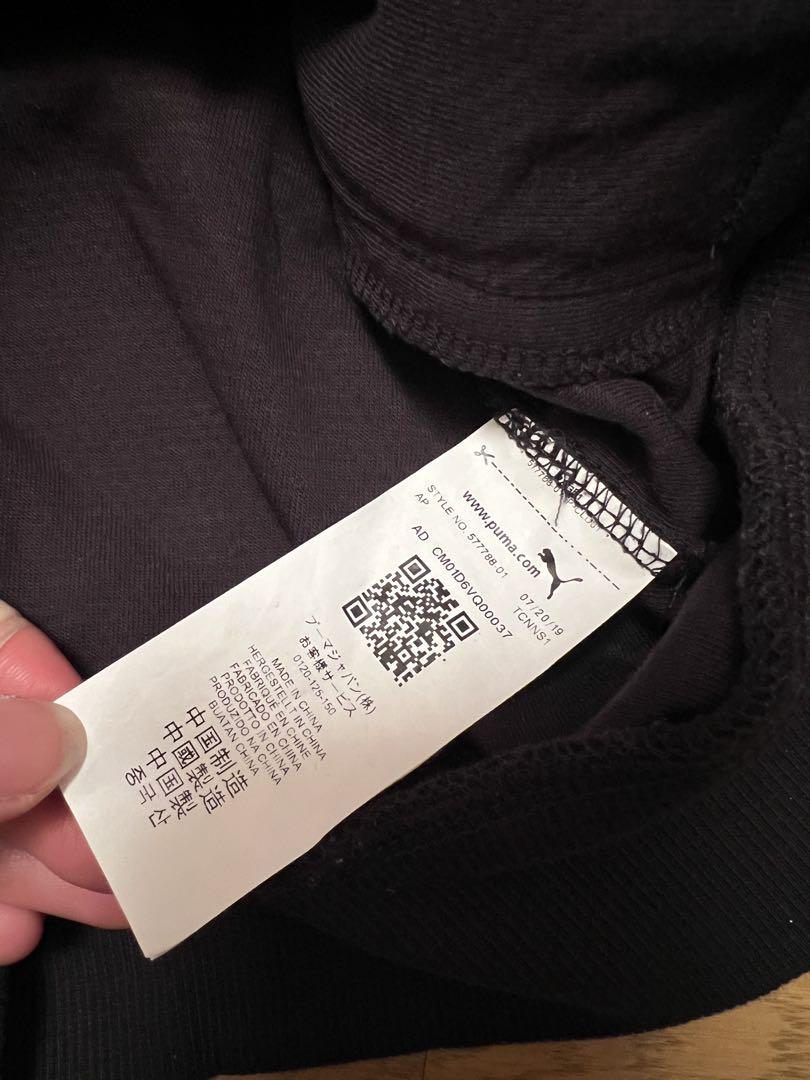 www.puma.com
STYLE NO. 577788 01
AP
07/20/19
TCNNS1
AD CM01D6VQ00037
プーマジャパン(株)
お客様サービス
0120-125-150
MADE IN CHINA
HERGESTELLT IN CHINA
FABRIQUÉ EN CHINE
FABRICADO EN CHINA
PRODOTTO IN CHINA
PRODUZIDO NA CHINA
BUATAN CHINA
中国制造
中國製造
中国製
중국 산